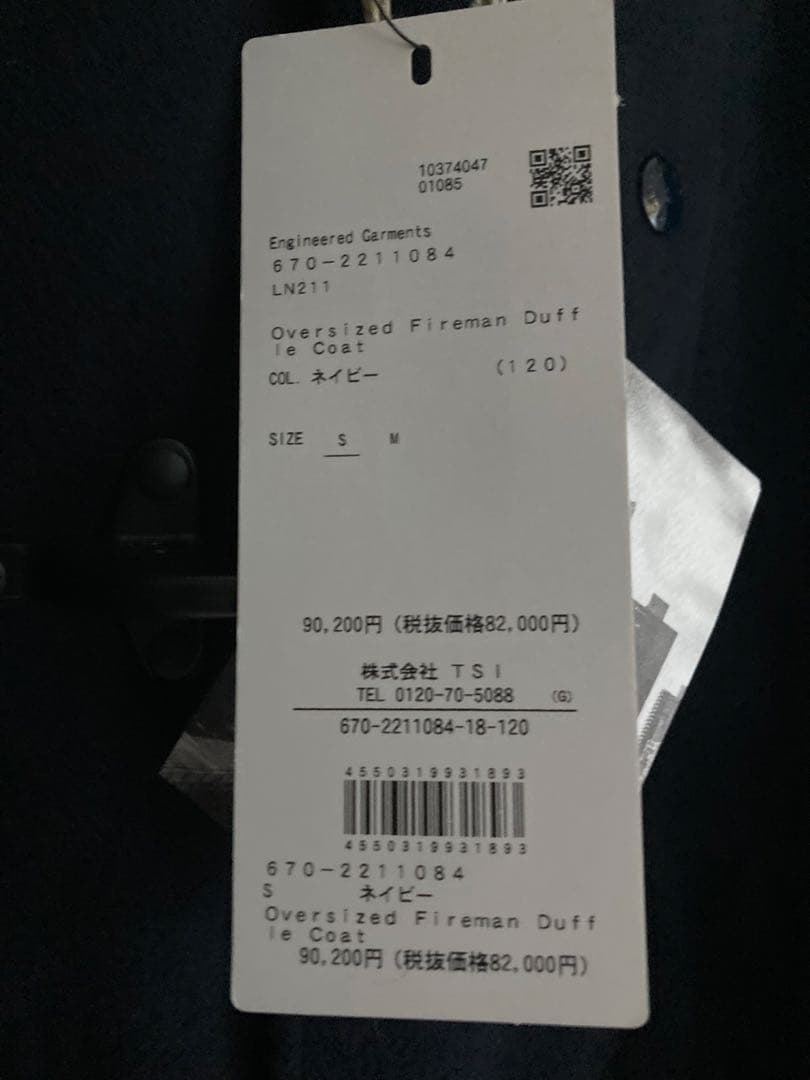 10374047
01085
Engineered Garments
670-2211084
LN211
Oversized Fireman Duff
le Coat
COL. ネイビー (120)
SIZE S M
90,200円 (税抜価格82,000円)
株式会社 TSI
TEL 0120-70-5088 (G)
670-2211084-18-120
4550319931893
4550319931893
670-2211084
S ネイビー
Oversized Fireman Duff
le Coat
90,200円 (税抜価格82,000円)